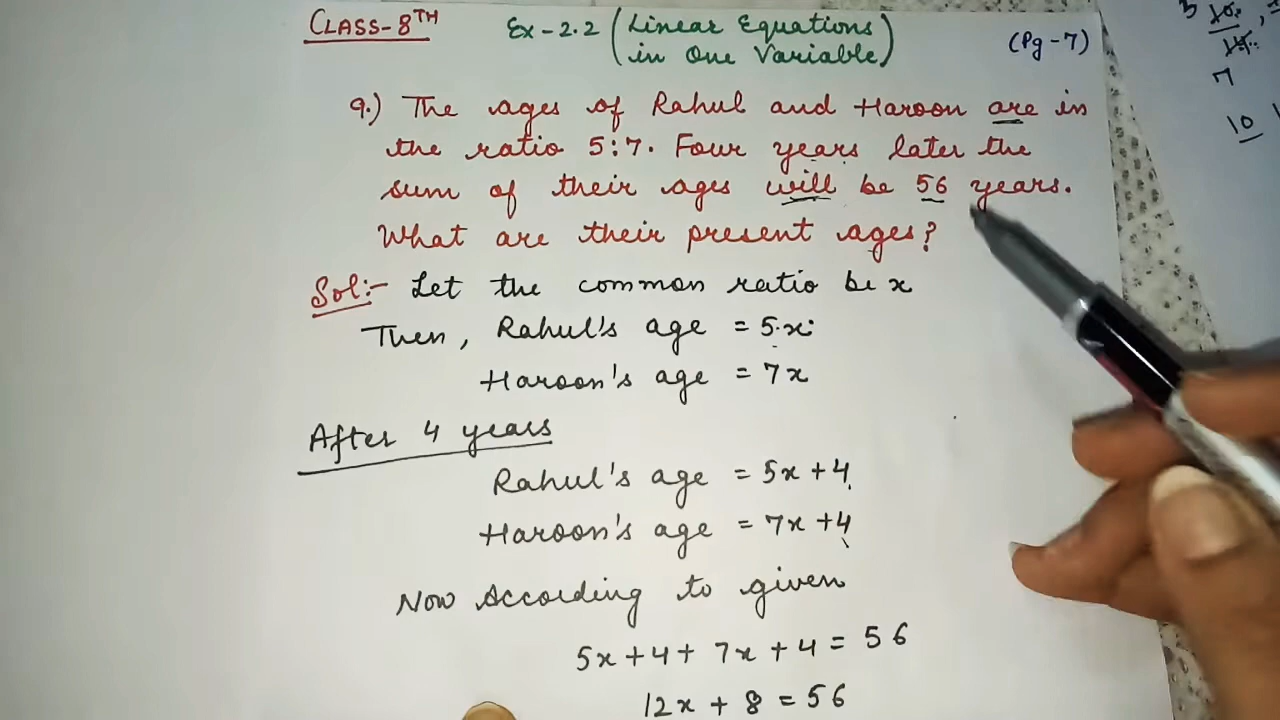 CLASS-8TH Ex-2.2 (Linear Equations in One Variable) (Pg-7)
9.) The ages of Rahul and Haroon are in
the ratio 5:7. Four years later the
sum of their ages will be 56 years.
What are their present ages?
Sol:- Let the common ratio be x
Then, Rahul's age = 5x
Haroon's age = 7x
After 4 years
Rahul's age = 5x+4
Haroon's age = 7x+4
Now According to given
5x+4+ 7x+4 = 56
12x + 8 = 56
7
10